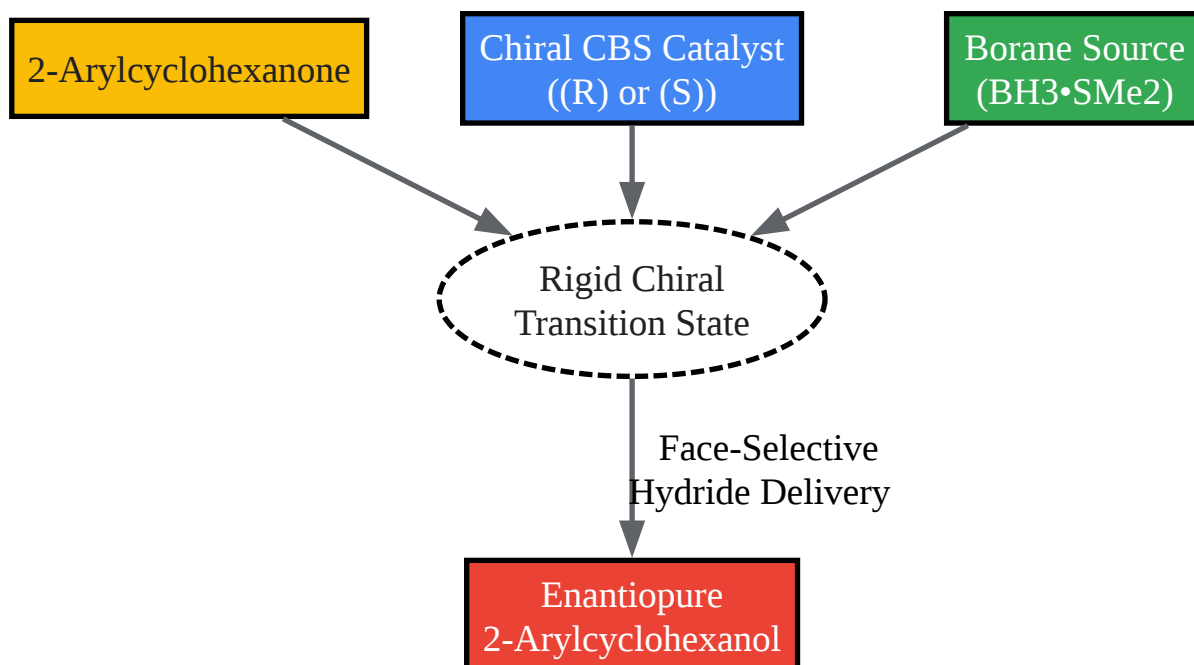 2-Arylcyclohexanone
Chiral CBS Catalyst
((R) or (S))
Borane Source
(BH3•SMe2)
Rigid Chiral
Transition State
Face-Selective
Hydride Delivery
Enantiopure
2-Arylcyclohexanol